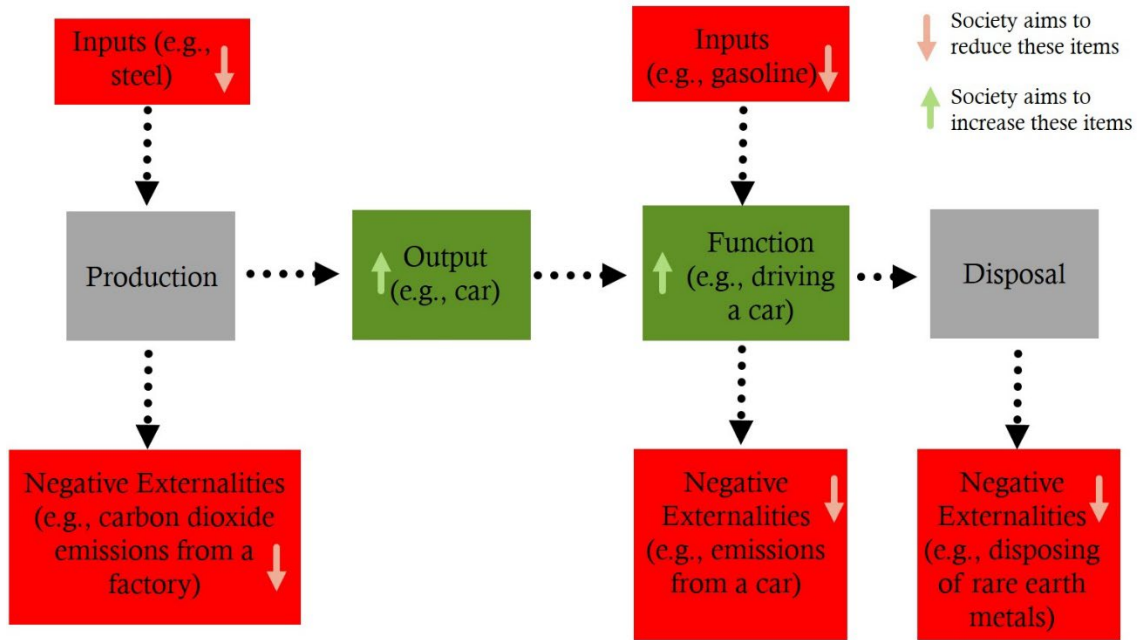 Inputs (e.g.,
steel)
Inputs
(e.g., gasoline)
Society aims to
reduce these items
Society aims to
increase these items
Production
Output
(e.g., car)
Function
(e.g., driving
a car)
Disposal
Negative Externalities
(e.g., carbon dioxide
emissions from a
factory)
Negative
Externalities
(e.g., emissions
from a car)
Negative
Externalities
(e.g., disposing
of rare earth
metals)